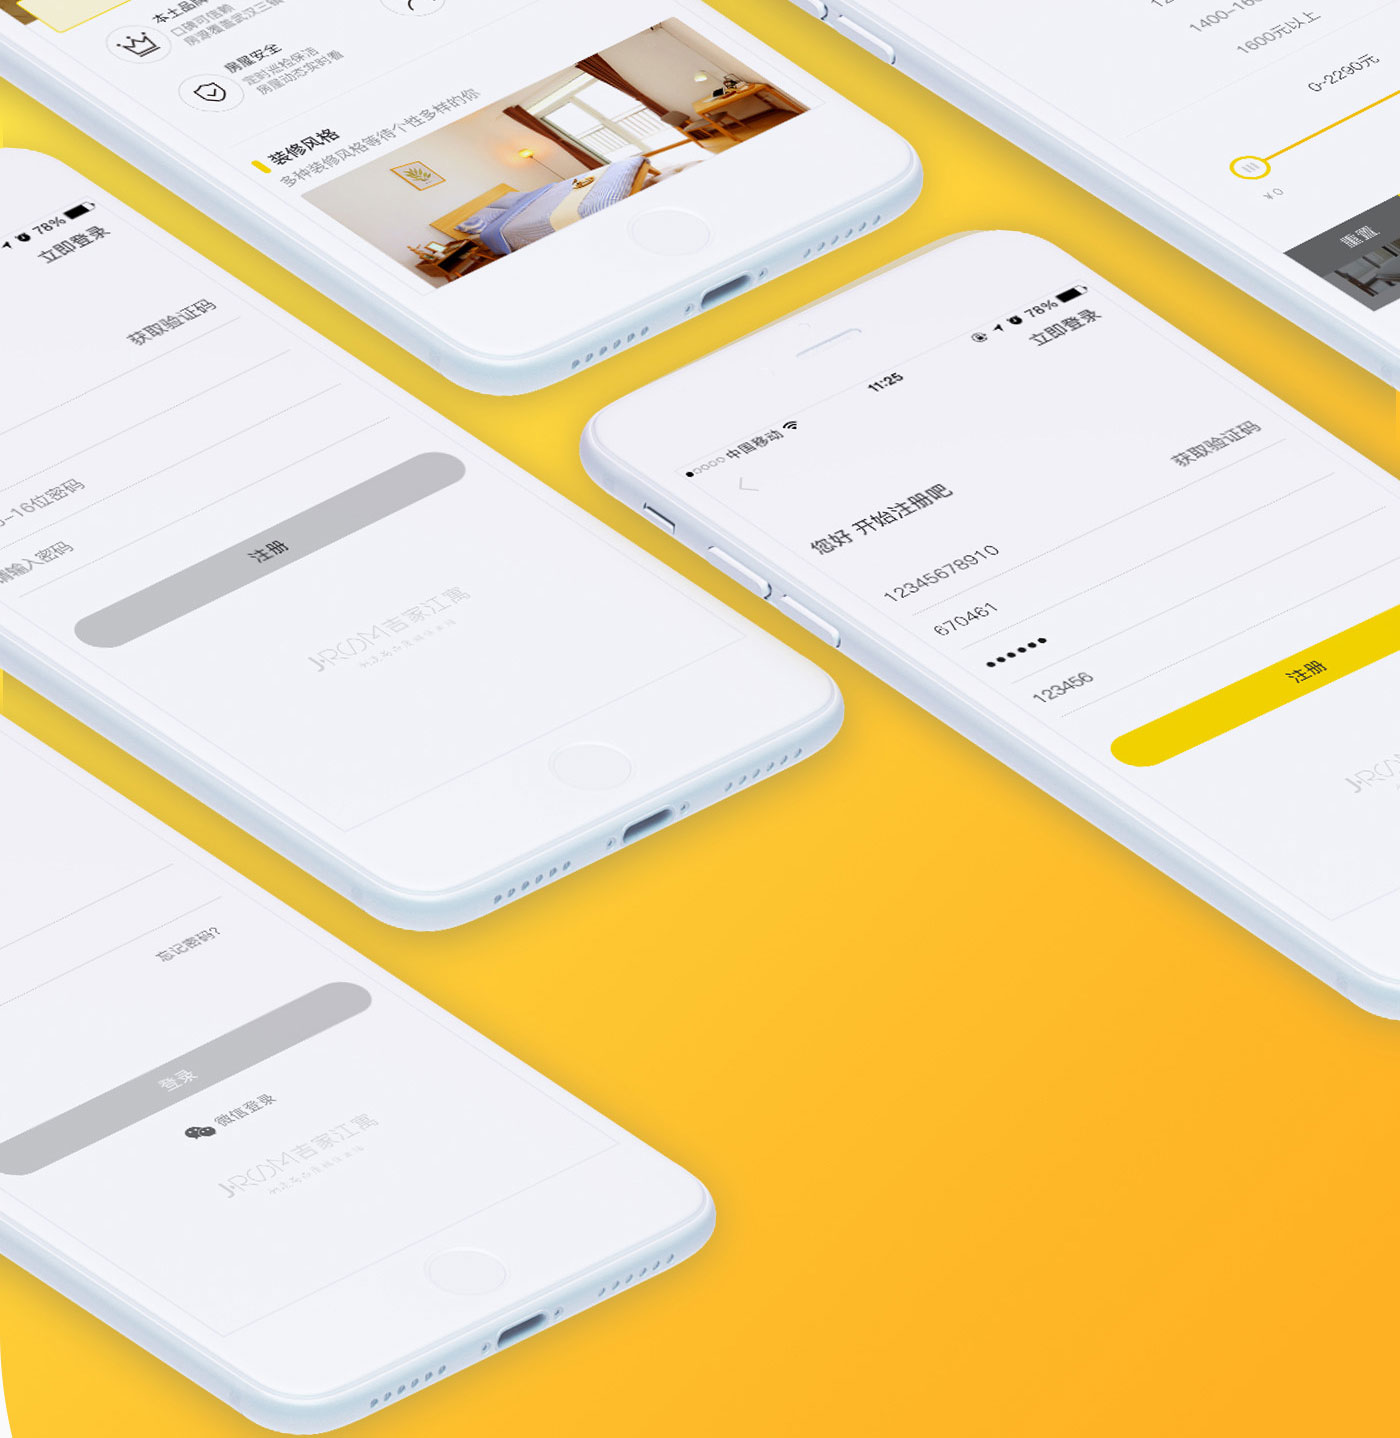 本土品牌
口碑可信赖
房源覆盖武汉三镇
房屋安全
定时巡检保洁
房屋动态实时看
装修风格
多种装修风格等待个性多样的你
1400-160
1600元以上
0-2290元
¥ 0
重置
78%
立即登录
获取验证码
6-16位密码
请输入密码
注册
J-ROOM吉家江寓
中国移动
11:25
78%
立即登录
您好 开始注册吧
获取验证码
12345678910
670461
••••••
123456
注册
忘记密码?
登录
微信登录
J-ROOM吉家江寓